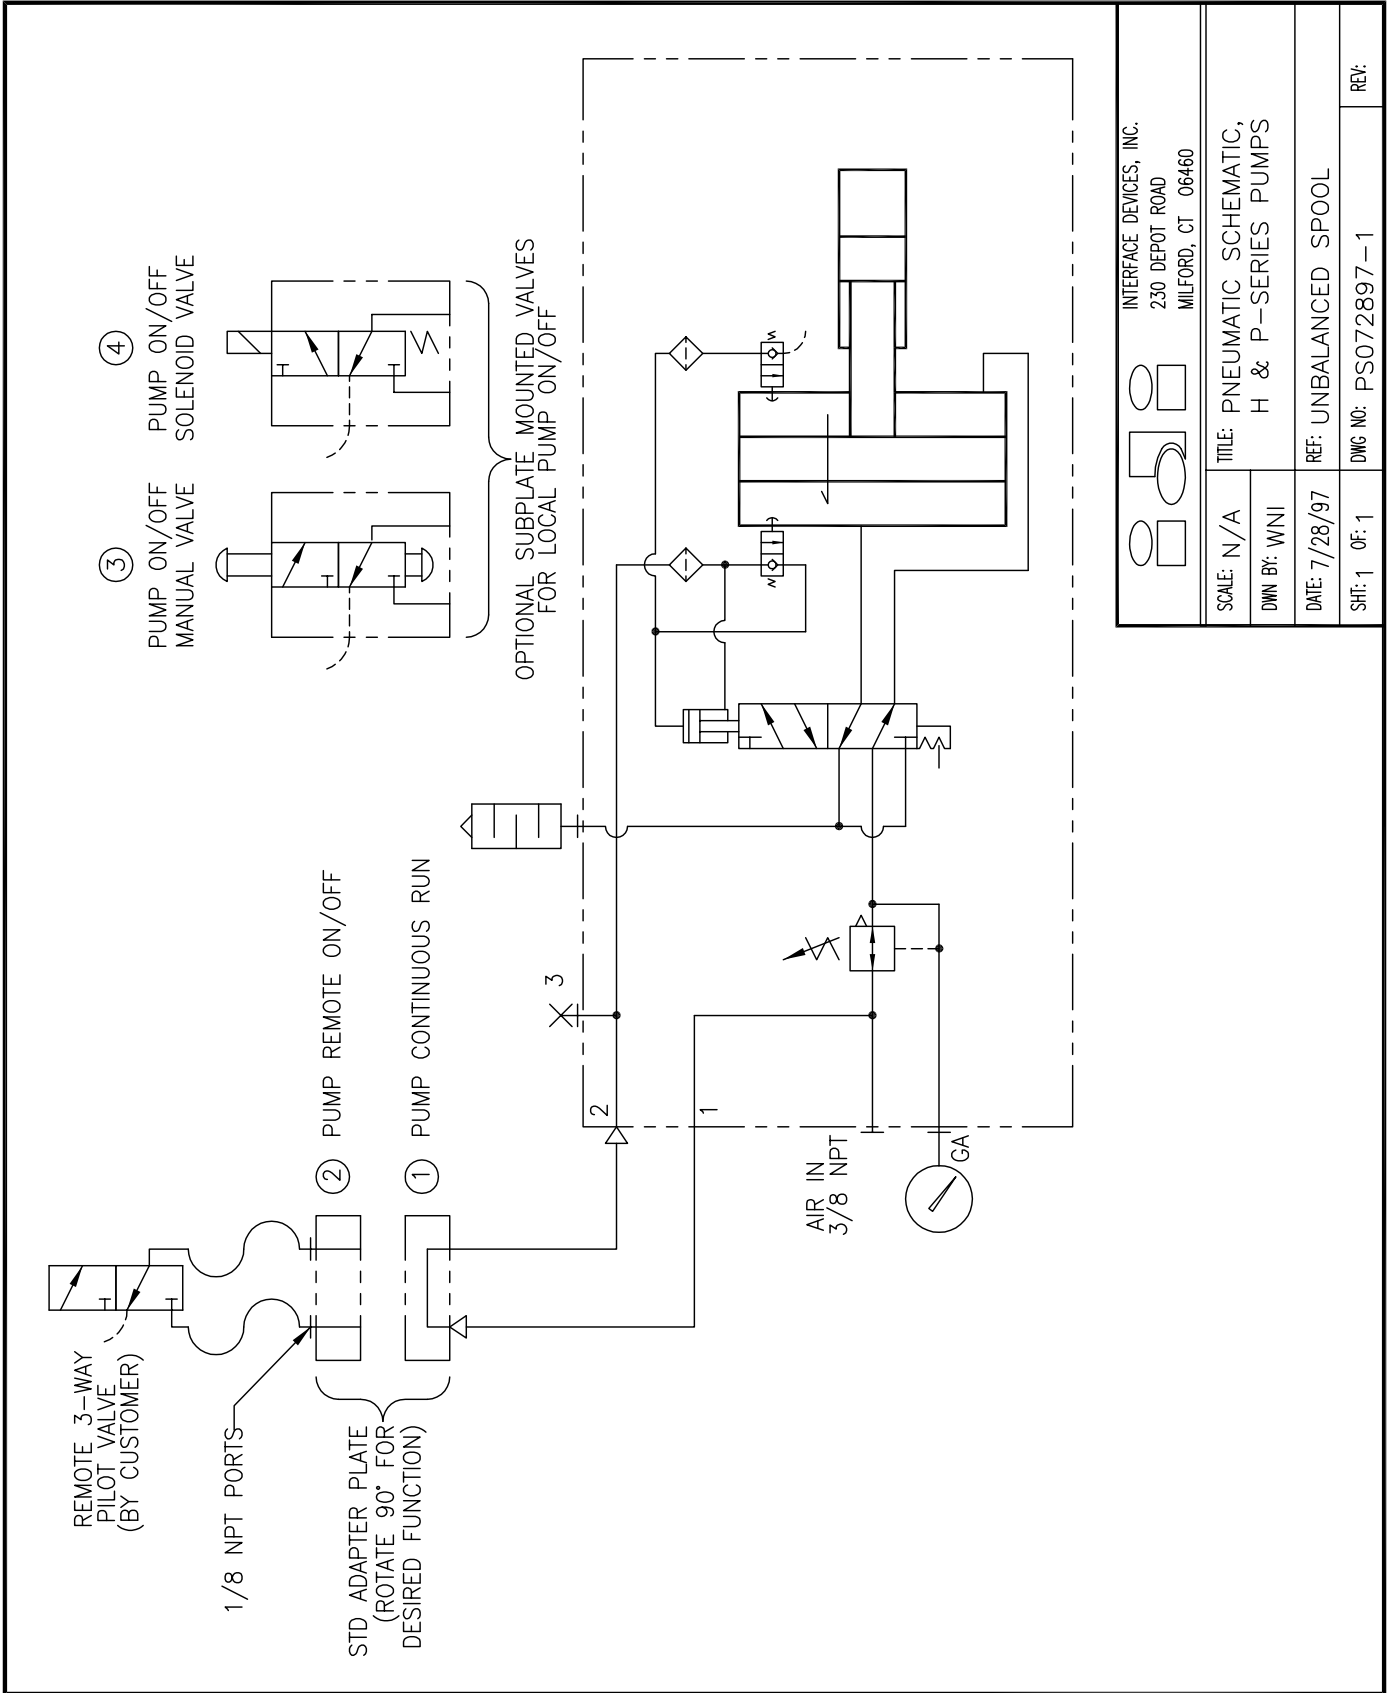 REMOTE 3-WAY
PILOT VALVE
(BY CUSTOMER)
1/8 NPT PORTS
STD ADAPTER PLATE
(ROTATE 90° FOR
DESIRED FUNCTION)
2 PUMP REMOTE ON/OFF
1 PUMP CONTINUOUS RUN
3
PUMP ON/OFF
MANUAL VALVE
4
PUMP ON/OFF
SOLENOID VALVE
OPTIONAL SUBPLATE MOUNTED VALVES
FOR LOCAL PUMP ON/OFF
3
2
1
AIR IN
3/8 NPT
GA
INTERFACE DEVICES, INC.
230 DEPOT ROAD
MILFORD, CT 06460
SCALE: N/A
DWN BY: WNI
TITLE: PNEUMATIC SCHEMATIC,
H & P-SERIES PUMPS
DATE: 7/28/97
REF: UNBALANCED SPOOL
SHT: 1 OF: 1
DWG NO: PS072897-1
REV: